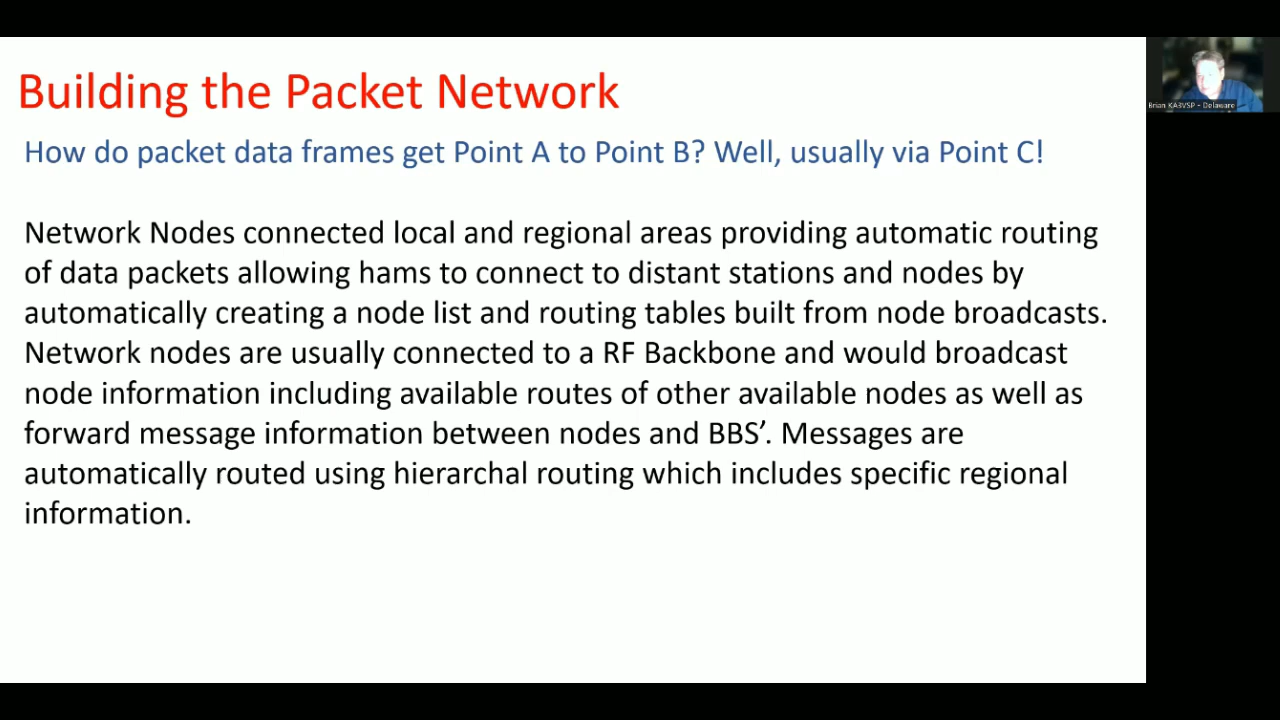 Building the Packet Network
How do packet data frames get Point A to Point B? Well, usually via Point C!
Network Nodes connected local and regional areas providing automatic routing
of data packets allowing hams to connect to distant stations and nodes by
automatically creating a node list and routing tables built from node broadcasts.
Network nodes are usually connected to a RF Backbone and would broadcast
node information including available routes of other available nodes as well as
forward message information between nodes and BBS’. Messages are
automatically routed using hierarchal routing which includes specific regional
information.
Brian KA3VSP - Delaware